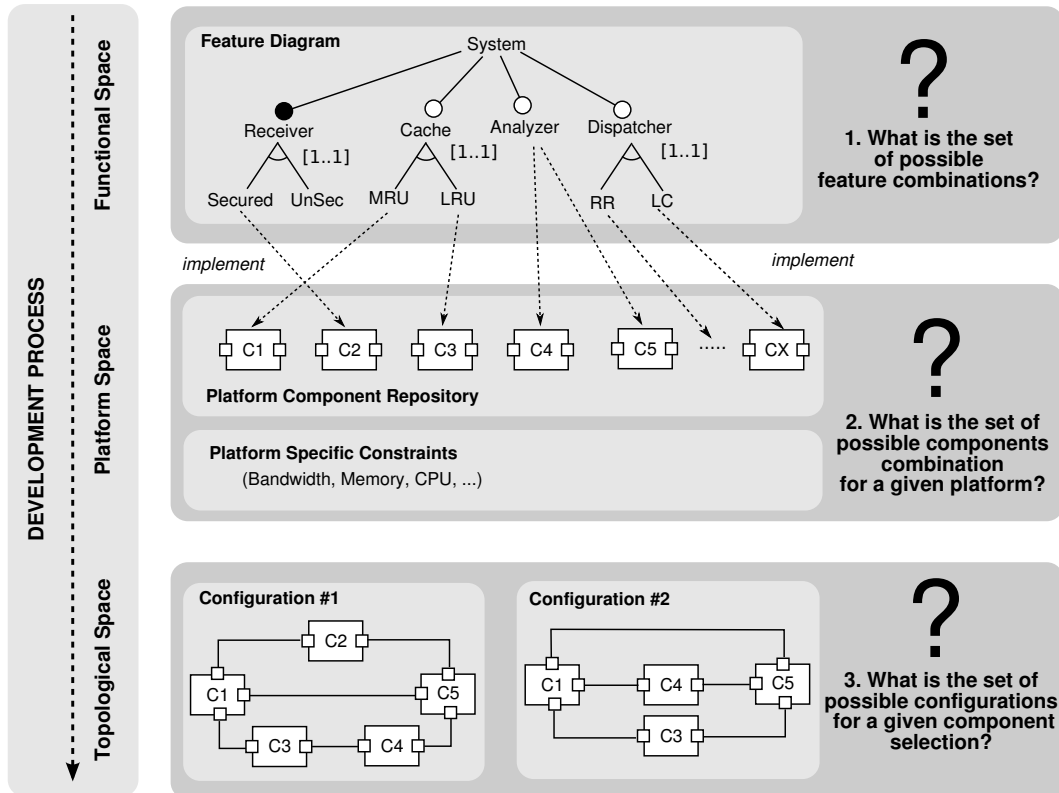 DEVELOPMENT PROCESS
Functional Space
Platform Space
Topological Space
Feature Diagram
System
Receiver
Cache
Analyzer
Dispatcher
[1..1]
[1..1]
[1..1]
Secured
UnSec
MRU
LRU
RR
LC
?
1. What is the set
of possible
feature combinations?
implement
implement
C1
C2
C3
C4
C5
.....
CX
Platform Component Repository
Platform Specific Constraints
(Bandwidth, Memory, CPU, ...)
?
2. What is the set of
possible components
combination
for a given platform?
Configuration #1
C2
C1
C5
C3
C4
Configuration #2
C1
C4
C5
C3
?
3. What is the set of
possible configurations
for a given component
selection?